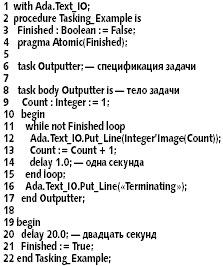 1 with Ada.Text_IO;
2 procedure Tasking_Example is
3 Finished : Boolean := False;
4 pragma Atomic(Finished);
5
6 task Outputter; — спецификация задачи
7
8 task body Outputter is — тело задачи
9 Count : Integer := 1;
10 begin
11 while not Finished loop
12 Ada.Text_IO.Put_Line(Integer'Image(Count));
13 Count := Count + 1;
14 delay 1.0; — одна секунда
15 end loop;
16 Ada.Text_IO.Put_Line(«Terminating»);
17 end Outputter;
18
19 begin
20 delay 20.0; — двадцать секунд
21 Finished := True;
22 end Tasking_Example;